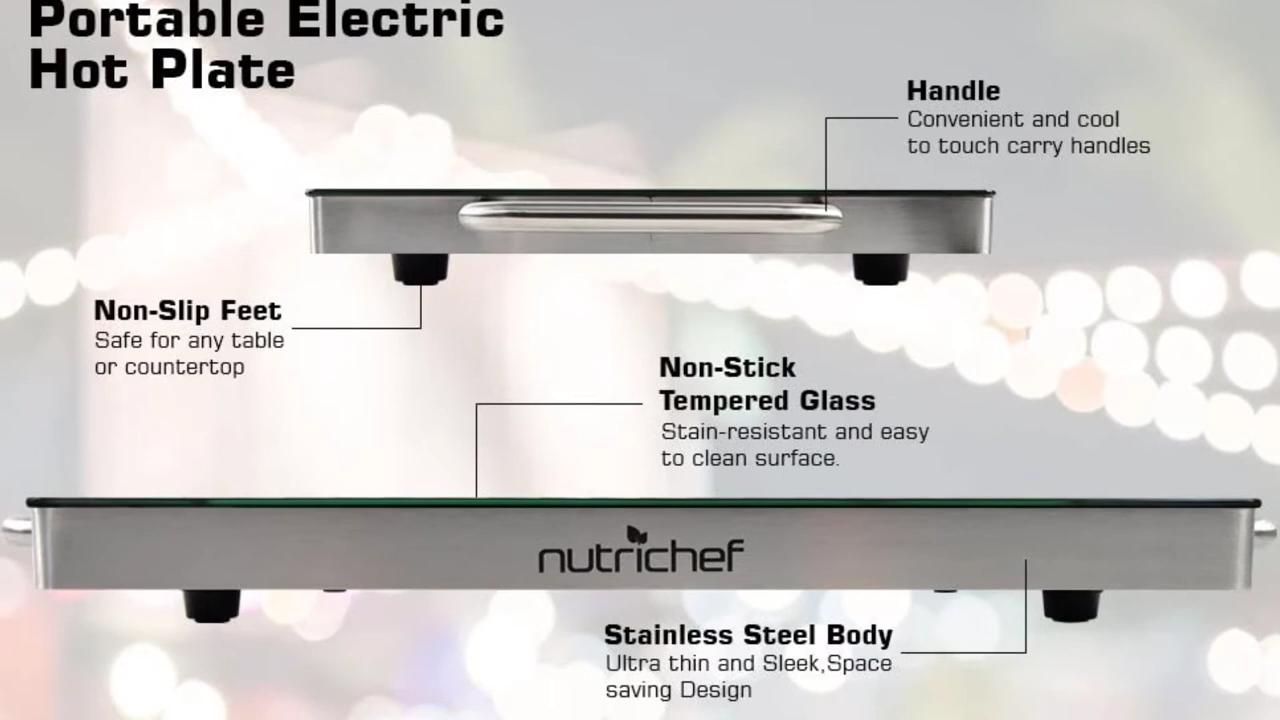 Portable Electric
Hot Plate
Handle
Convenient and cool
to touch carry handles
Non-Slip Feet
Safe for any table
or countertop
Non-Stick
Tempered Glass
Stain-resistant and easy
to clean surface.
nutrichef
Stainless Steel Body
Ultra thin and Sleek,Space
saving Design